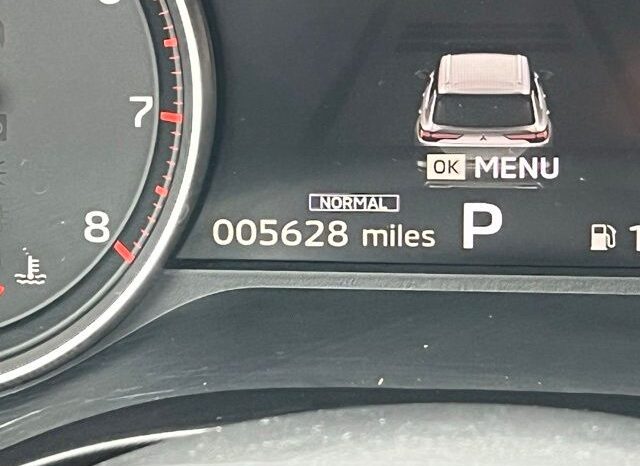 7
8
OK MENU
NORMAL
005628 miles P